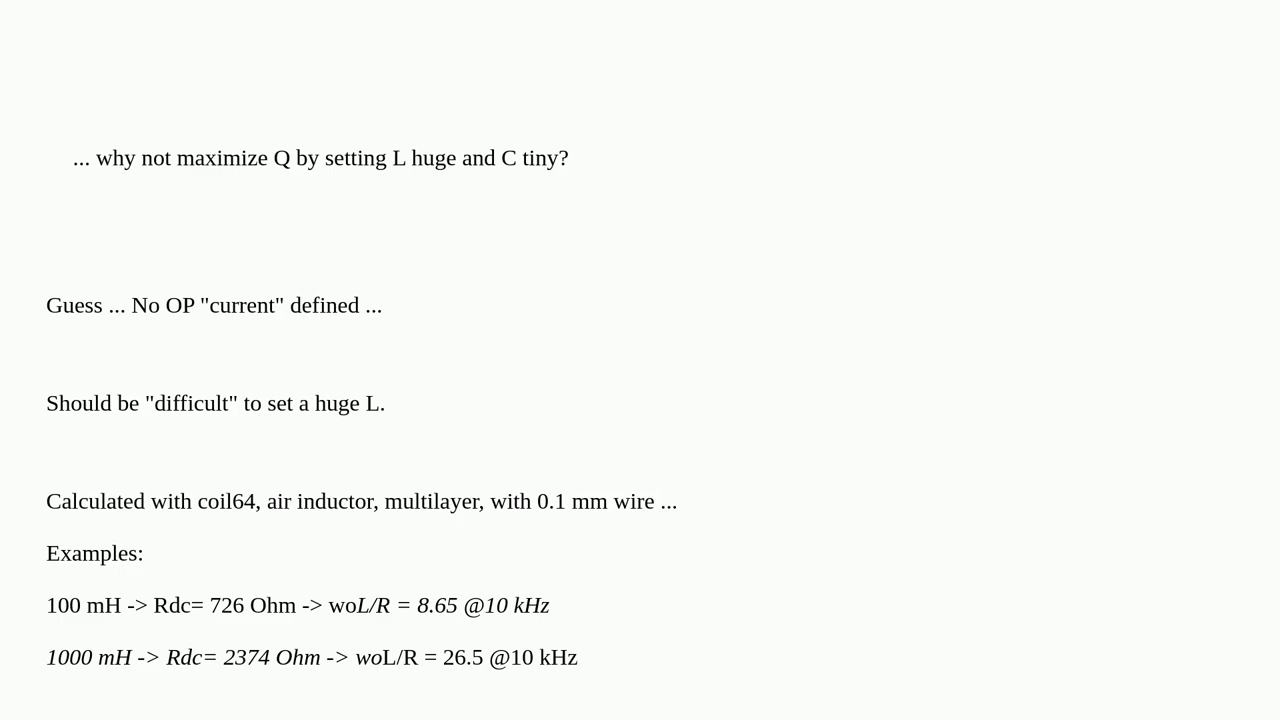 ... why not maximize Q by setting L huge and C tiny?
Guess ... No OP "current" defined ...
Should be "difficult" to set a huge L.
Calculated with coil64, air inductor, multilayer, with 0.1 mm wire ...
Examples:
100 mH -> Rdc= 726 Ohm -> woL/R = 8.65 @10 kHz
1000 mH -> Rdc= 2374 Ohm -> woL/R = 26.5 @10 kHz